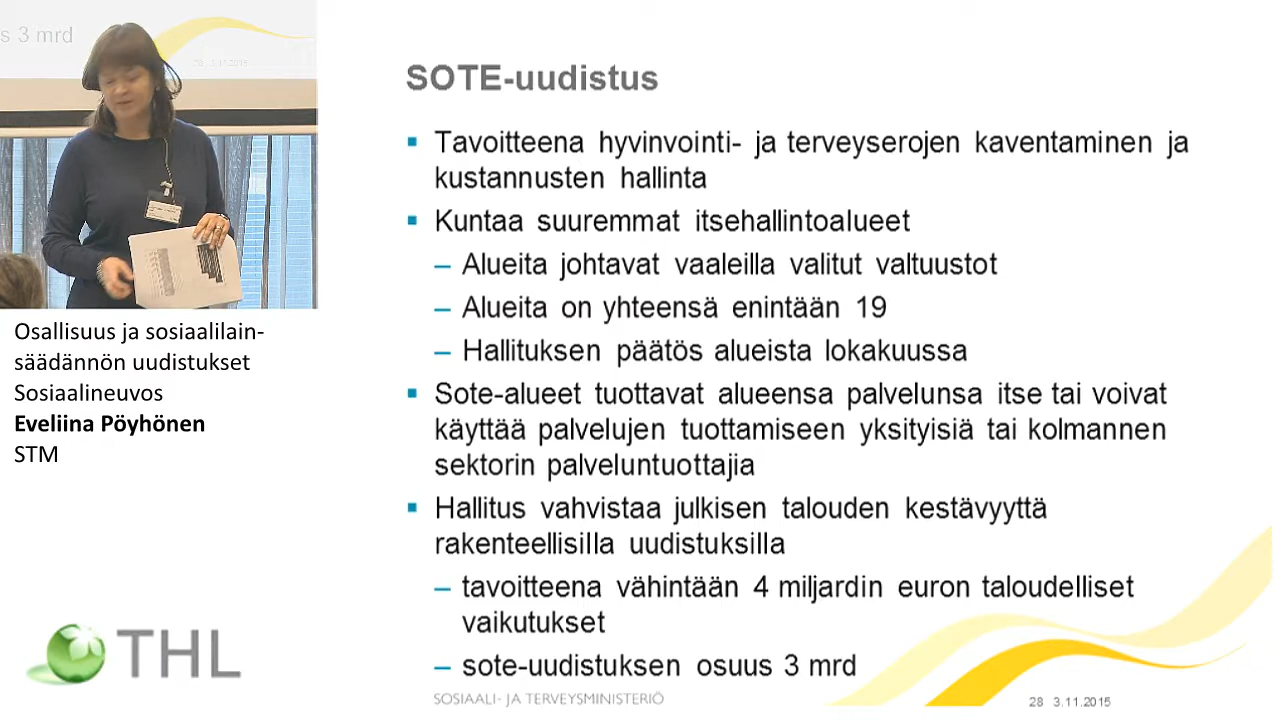 s 3 mrd
SOTE-uudistus
▪ Tavoitteena hyvinvointi- ja terveyserojen kaventaminen ja
kustannusten hallinta
▪ Kuntaa suuremmat itsehallintoalueet
– Alueita johtavat vaaleilla valitut valtuustot
– Alueita on yhteensä enintään 19
– Hallituksen päätös alueista lokakuussa
▪ Sote-alueet tuottavat alueensa palvelunsa itse tai voivat
käyttää palvelujen tuottamiseen yksityisiä tai kolmannen
sektorin palveluntuottajia
▪ Hallitus vahvistaa julkisen talouden kestävyyttä
rakenteellisilla uudistuksilla
– tavoitteena vähintään 4 miljardin euron taloudelliset
vaikutukset
– sote-uudistuksen osuus 3 mrd
SOSIAALI- JA TERVEYSMINISTERIÖ
28 3.11.2015
Osallisuus ja sosiaalilain-
säädännön uudistukset
Sosiaalineuvos
Eveliina Pöyhönen
STM
THL